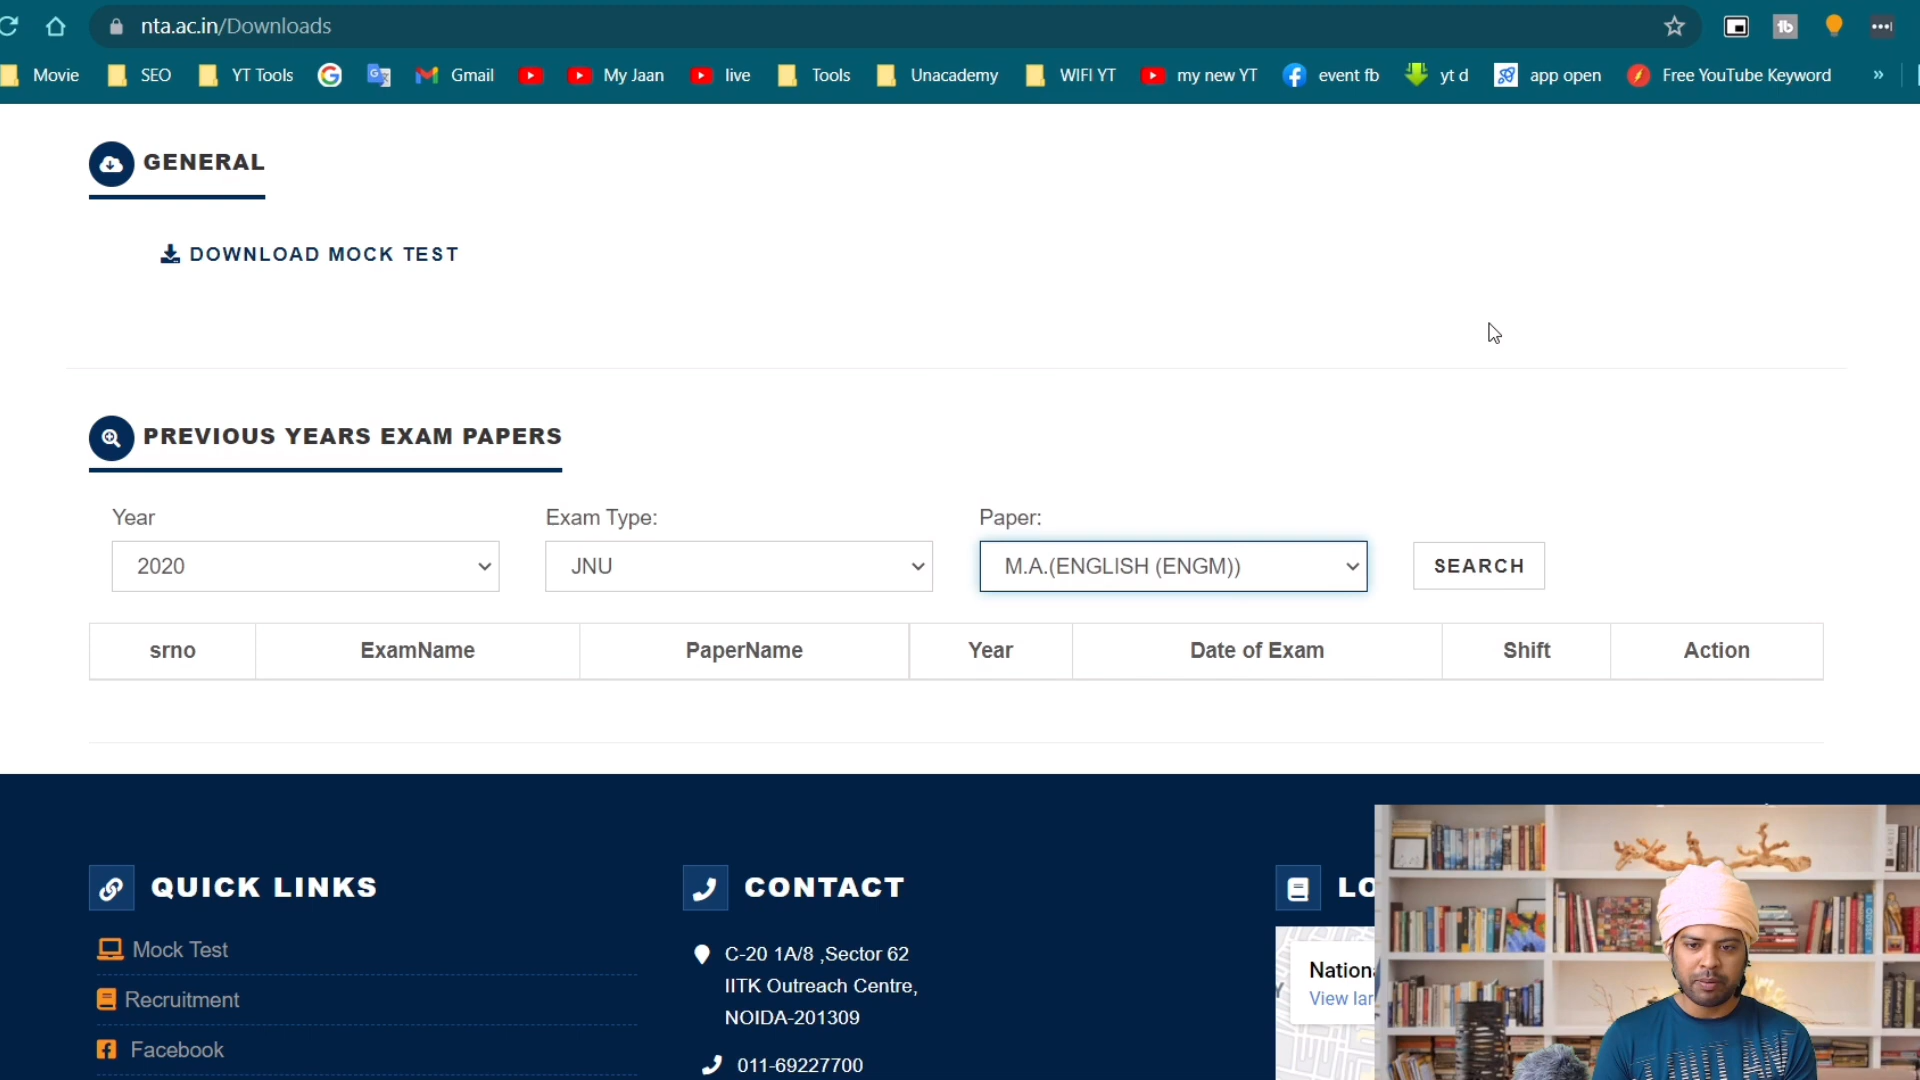 nta.ac.in/Downloads
Movie SEO YT Tools Gmail My Jaan live Tools Unacademy WIFI YT my new YT event fb yt d app open Free YouTube Keyword »
GENERAL
DOWNLOAD MOCK TEST
PREVIOUS YEARS EXAM PAPERS
Year Exam Type: Paper:
2020 JNU M.A.(ENGLISH (ENGM)) SEARCH
srno ExamName PaperName Year Date of Exam Shift Action
QUICK LINKS CONTACT LO
Mock Test
Recruitment
Facebook
C-20 1A/8 ,Sector 62
IITK Outreach Centre,
NOIDA-201309
011-69227700
Nation
View lar